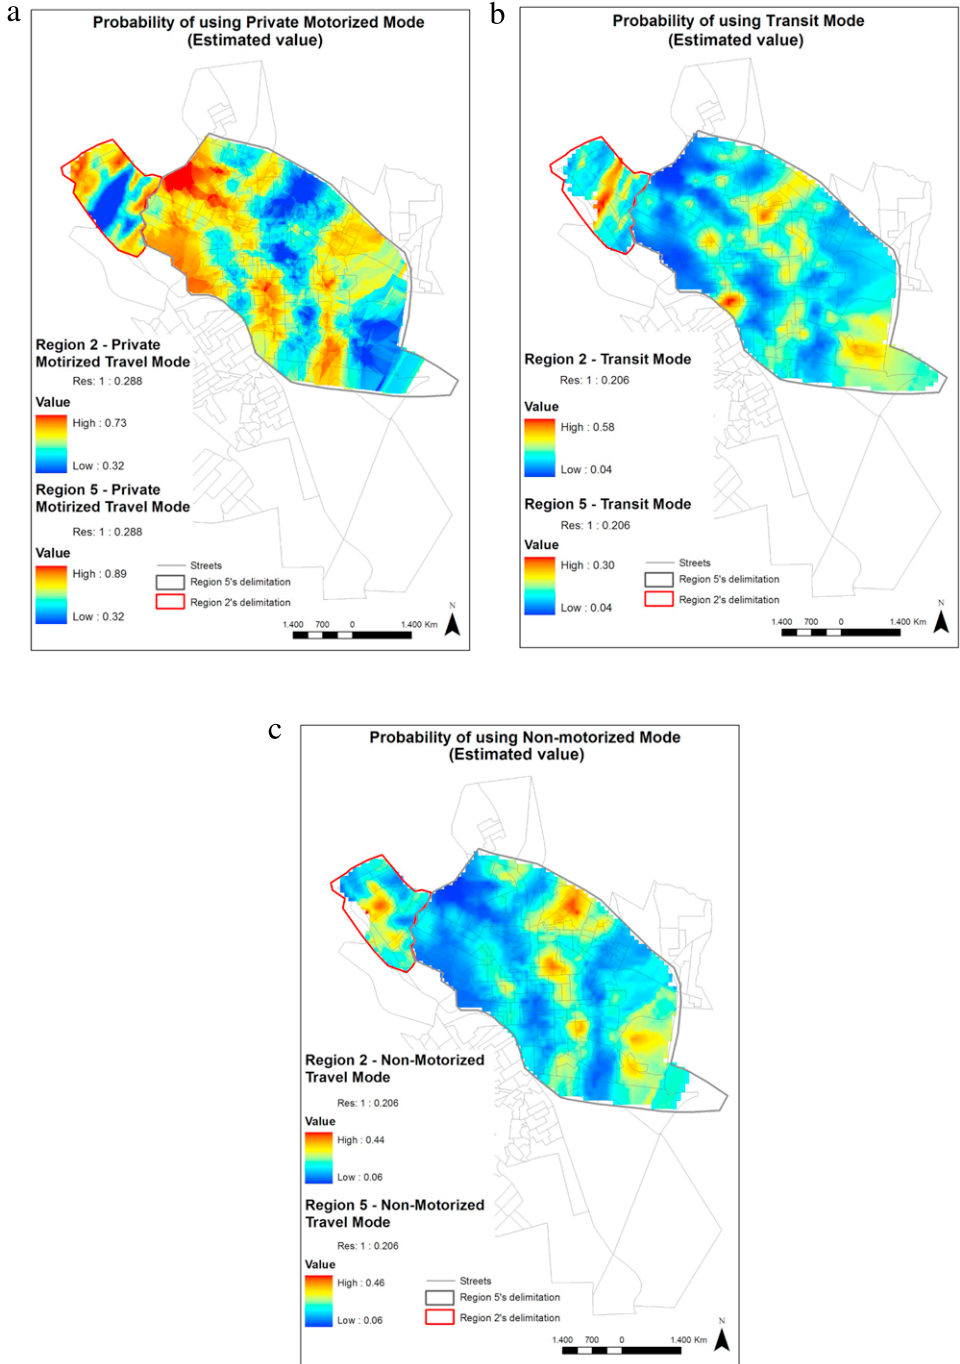 a
Probability of using Private Motorized Mode
(Estimated value)
Region 2 - Private
Motirized Travel Mode
Res: 1 : 0.288
Value
High : 0.73
Low : 0.32
Region 5 - Private
Motirized Travel Mode
Res: 1 : 0.288
Value
High : 0.89
Low : 0.32
Streets
Region 5's delimitation
Region 2's delimitation
N
1.400 700 0 1.400 Km
b
Probability of using Transit Mode
(Estimated value)
Region 2 - Transit Mode
Res: 1 : 0.206
Value
High : 0.58
Low : 0.04
Region 5 - Transit Mode
Res: 1 : 0.206
Value
High : 0.30
Low : 0.04
Streets
Region 5's delimitation
Region 2's delimitation
N
1.400 700 0 1.400 Km
c
Probability of using Non-motorized Mode
(Estimated value)
Region 2 - Non-Motorized
Travel Mode
Res: 1 : 0.206
Value
High : 0.44
Low : 0.06
Region 5 - Non-Motorized
Travel Mode
Res: 1 : 0.206
Value
High : 0.46
Low : 0.06
Streets
Region 5's delimitation
Region 2's delimitation
N
1.400 700 0 1.400 Km